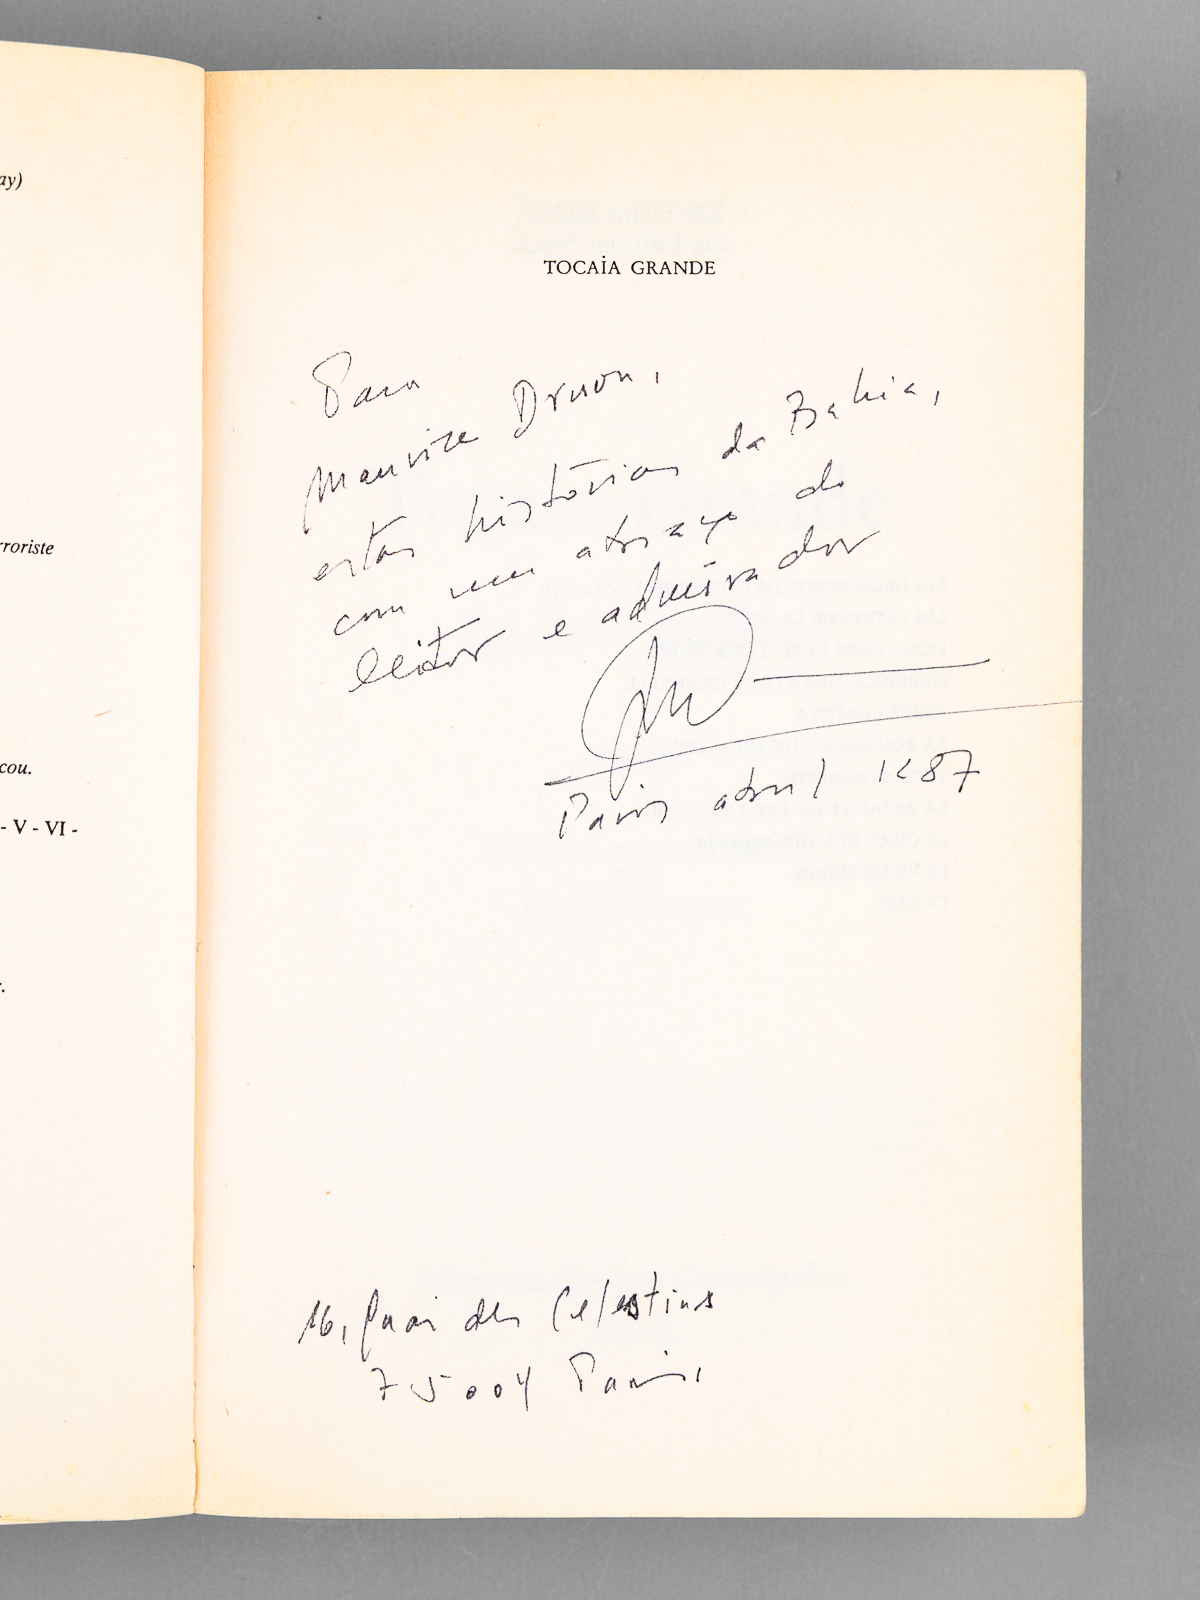 ay)
rroriste
cou.
- V - VI -
TOCAÏA GRANDE
Para
Maurice Druon,
estas histórias da Bahia,
com um abraço do
leitor e admirador
Paris abril 1987
16, Quai des Celestins
75004 Paris.